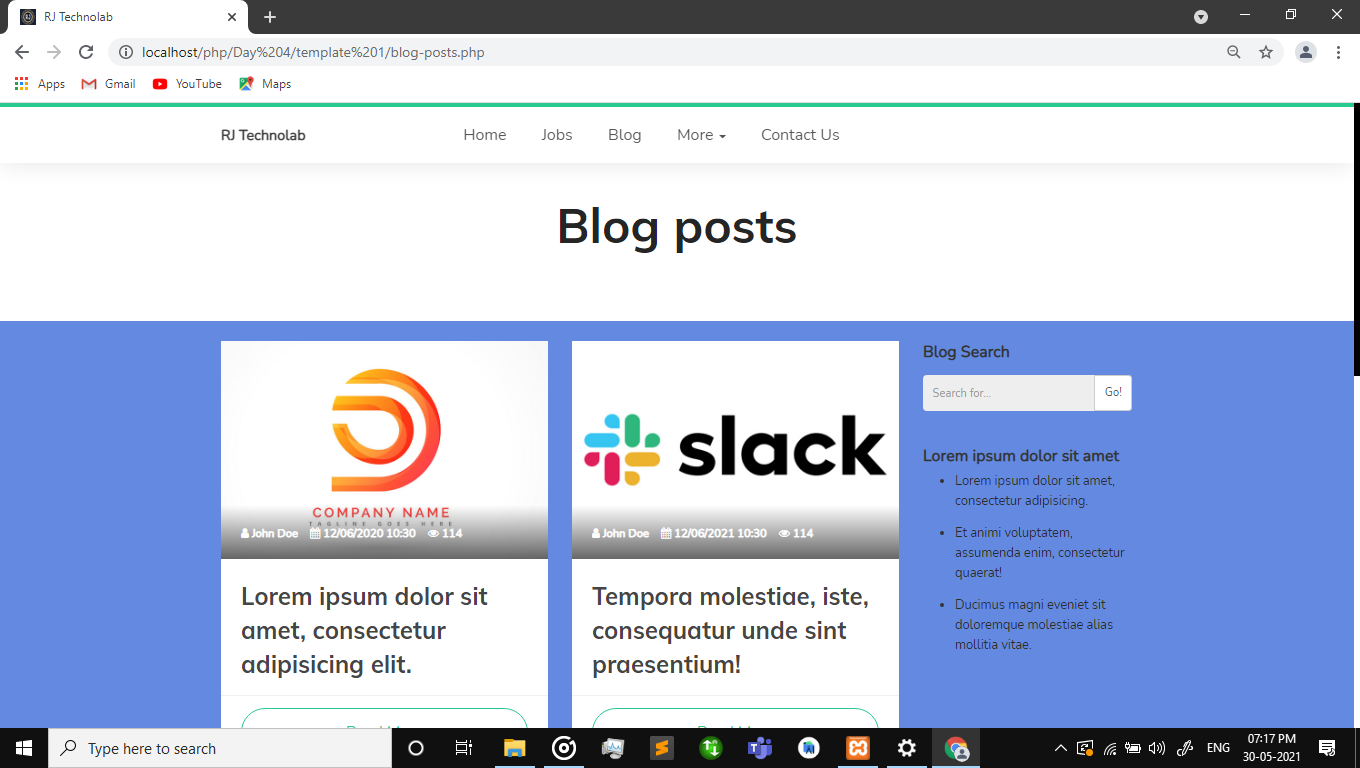 RJ Technolab
localhost/php/Day%204/template%201/blog-posts.php
Apps Gmail YouTube Maps
RJ Technolab Home Jobs Blog More Contact Us
Blog posts
COMPANY NAME
TAGLINE GOES HERE
John Doe 12/06/2020 10:30 114
Lorem ipsum dolor sit
amet, consectetur
adipisicing elit.
slack
John Doe 12/06/2021 10:30 114
Tempora molestiae, iste,
consequatur unde sint
praesentium!
Blog Search
Search for... Go!
Lorem ipsum dolor sit amet
Lorem ipsum dolor sit amet,
consectetur adipisicing.
Et animi voluptatem,
assumenda enim, consectetur
quaerat!
Ducimus magni eveniet sit
doloremque molestiae alias
mollitia vitae.
Type here to search
ENG
07:17 PM
30-05-2021